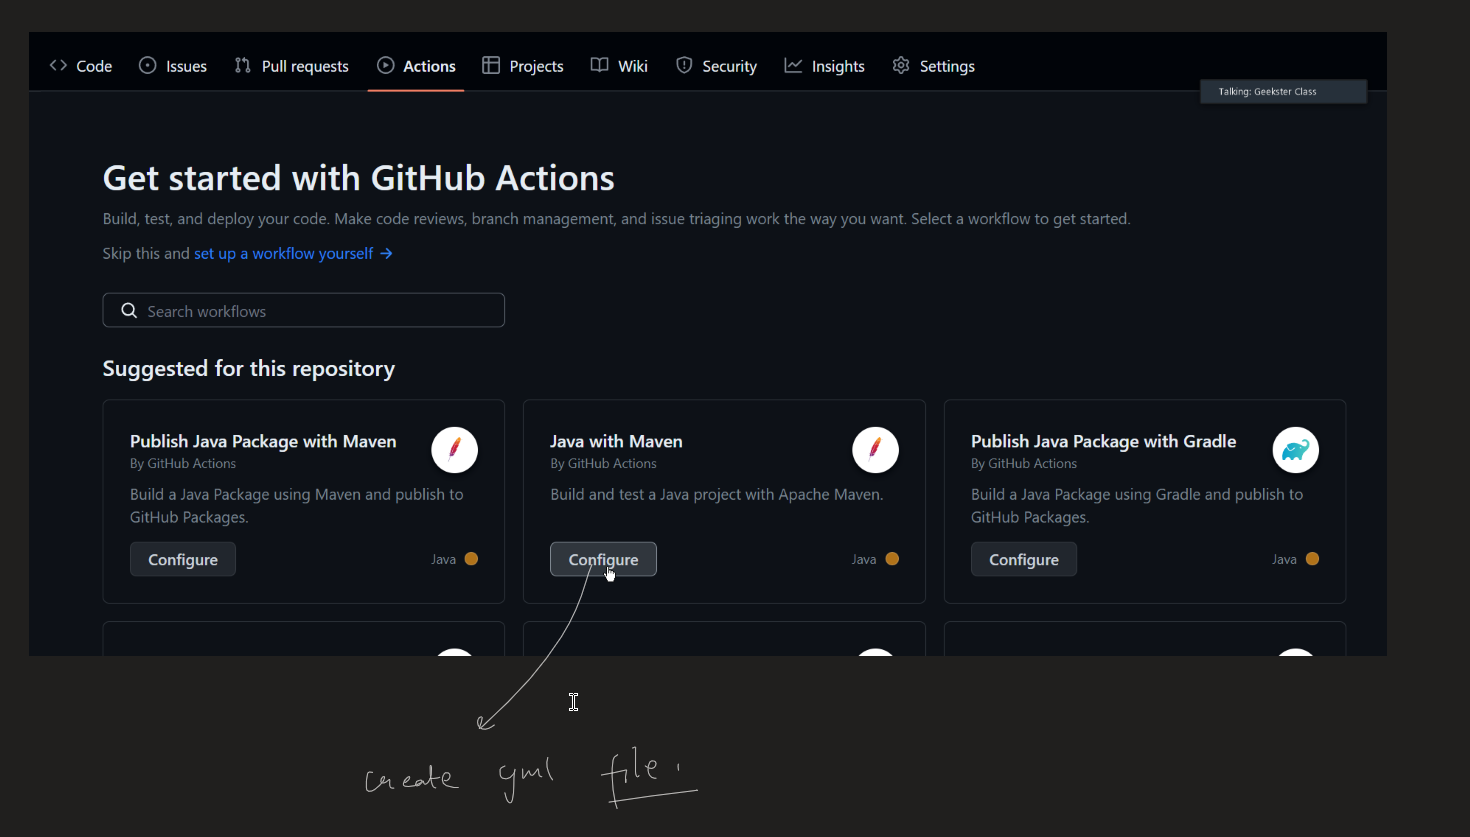 Code Issues Pull requests Actions Projects Wiki Security Insights Settings
Talking: Geekster Class
Get started with GitHub Actions
Build, test, and deploy your code. Make code reviews, branch management, and issue triaging work the way you want. Select a workflow to get started.
Skip this and set up a workflow yourself →
Search workflows
Suggested for this repository
Publish Java Package with Maven
By GitHub Actions
Build a Java Package using Maven and publish to
GitHub Packages.
Configure Java
Java with Maven
By GitHub Actions
Build and test a Java project with Apache Maven.
Configure Java
Publish Java Package with Gradle
By GitHub Actions
Build a Java Package using Gradle and publish to
GitHub Packages.
Configure Java
create yml file.